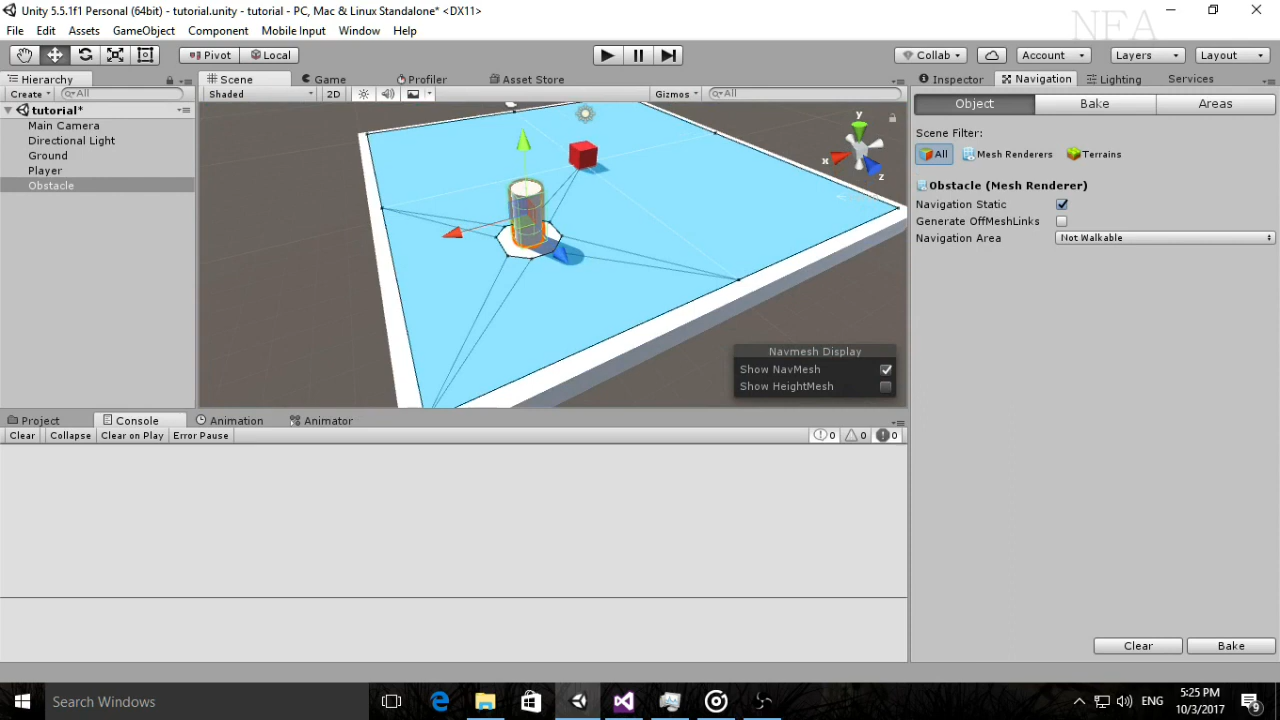 Unity 5.5.1f1 Personal (64bit) - tutorial.unity - tutorial - PC, Mac & Linux Standalone* <DX11>
NFA
File Edit Assets GameObject Component Mobile Input Window Help
Pivot Local Collab Account Layers Layout
Hierarchy Scene Game Profiler Asset Store Inspector Navigation Lighting Services
Create All Shaded 2D Gizmos All
Object Bake Areas
tutorial*
Main Camera
Directional Light
Ground
Player
Obstacle
y
x
z
Scene Filter:
All Mesh Renderers Terrains
Obstacle (Mesh Renderer)
Navigation Static
Generate OffMeshLinks
Navigation Area Not Walkable
Navmesh Display
Show NavMesh
Show HeightMesh
Project Console Animation Animator
Clear Collapse Clear on Play Error Pause 0 0 0
Clear Bake
Search Windows
ENG
5:25 PM
10/3/2017
9